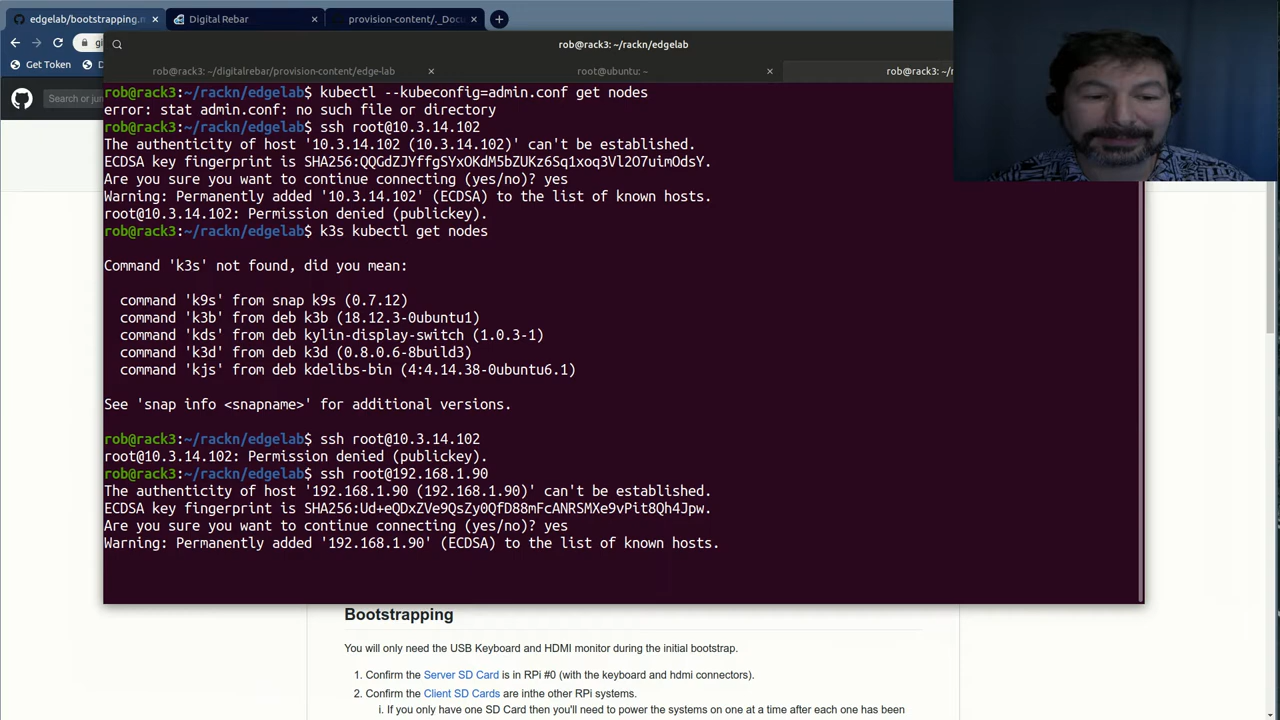 edgelab/bootstrapping.m
Digital Rebar
provision-content/._Docu
Get Token
Search or jun
rob@rack3: ~/rackn/edgelab
rob@rack3: ~/digitalrebar/provision-content/edge-lab
root@ubuntu: ~
rob@rack3: ~/r
rob@rack3:~/rackn/edgelab$ kubectl --kubeconfig=admin.conf get nodes
error: stat admin.conf: no such file or directory
rob@rack3:~/rackn/edgelab$ ssh root@10.3.14.102
The authenticity of host '10.3.14.102 (10.3.14.102)' can't be established.
ECDSA key fingerprint is SHA256:QQGdZJYffgSYxOKdM5bZUKz6Sq1xoq3Vl2O7uimOdsY.
Are you sure you want to continue connecting (yes/no)? yes
Warning: Permanently added '10.3.14.102' (ECDSA) to the list of known hosts.
root@10.3.14.102: Permission denied (publickey).
rob@rack3:~/rackn/edgelab$ k3s kubectl get nodes
Command 'k3s' not found, did you mean:
command 'k9s' from snap k9s (0.7.12)
command 'k3b' from deb k3b (18.12.3-0ubuntu1)
command 'kds' from deb kylin-display-switch (1.0.3-1)
command 'k3d' from deb k3d (0.8.0.6-8build3)
command 'kjs' from deb kdelibs-bin (4:4.14.38-0ubuntu6.1)
See 'snap info <snapname>' for additional versions.
rob@rack3:~/rackn/edgelab$ ssh root@10.3.14.102
root@10.3.14.102: Permission denied (publickey).
rob@rack3:~/rackn/edgelab$ ssh root@192.168.1.90
The authenticity of host '192.168.1.90 (192.168.1.90)' can't be established.
ECDSA key fingerprint is SHA256:Ud+eQDxZVe9QsZy0QfD88mFcANRSMXe9vPit8Qh4Jpw.
Are you sure you want to continue connecting (yes/no)? yes
Warning: Permanently added '192.168.1.90' (ECDSA) to the list of known hosts.
Bootstrapping
You will only need the USB Keyboard and HDMI monitor during the initial bootstrap.
1. Confirm the Server SD Card is in RPi #0 (with the keyboard and hdmi connectors).
2. Confirm the Client SD Cards are inthe other RPi systems.
i. If you only have one SD Card then you'll need to power the systems on one at a time after each one has been